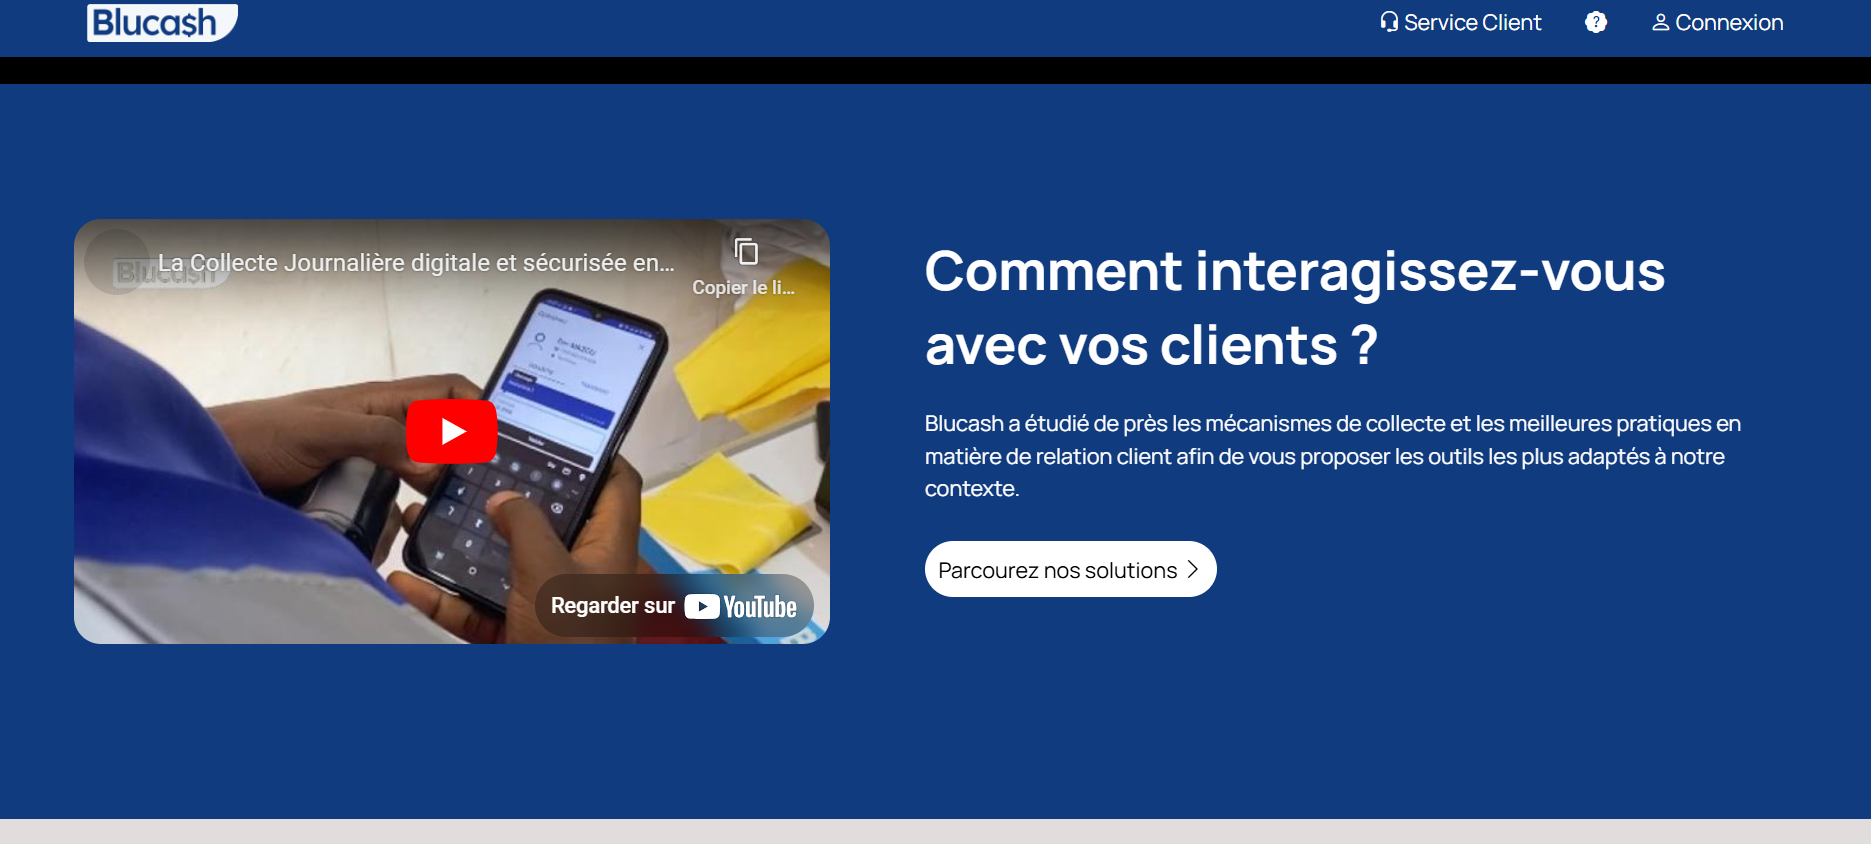 Blucash
Service Client
?
Connexion
La Collecte Journalière digitale et sécurisée en...
Blucash
Copier le li...
Regarder sur YouTube
Comment interagissez-vous
avec vos clients ?
Blucash a étudié de près les mécanismes de collecte et les meilleures pratiques en
matière de relation client afin de vous proposer les outils les plus adaptés à notre
contexte.
Parcourez nos solutions